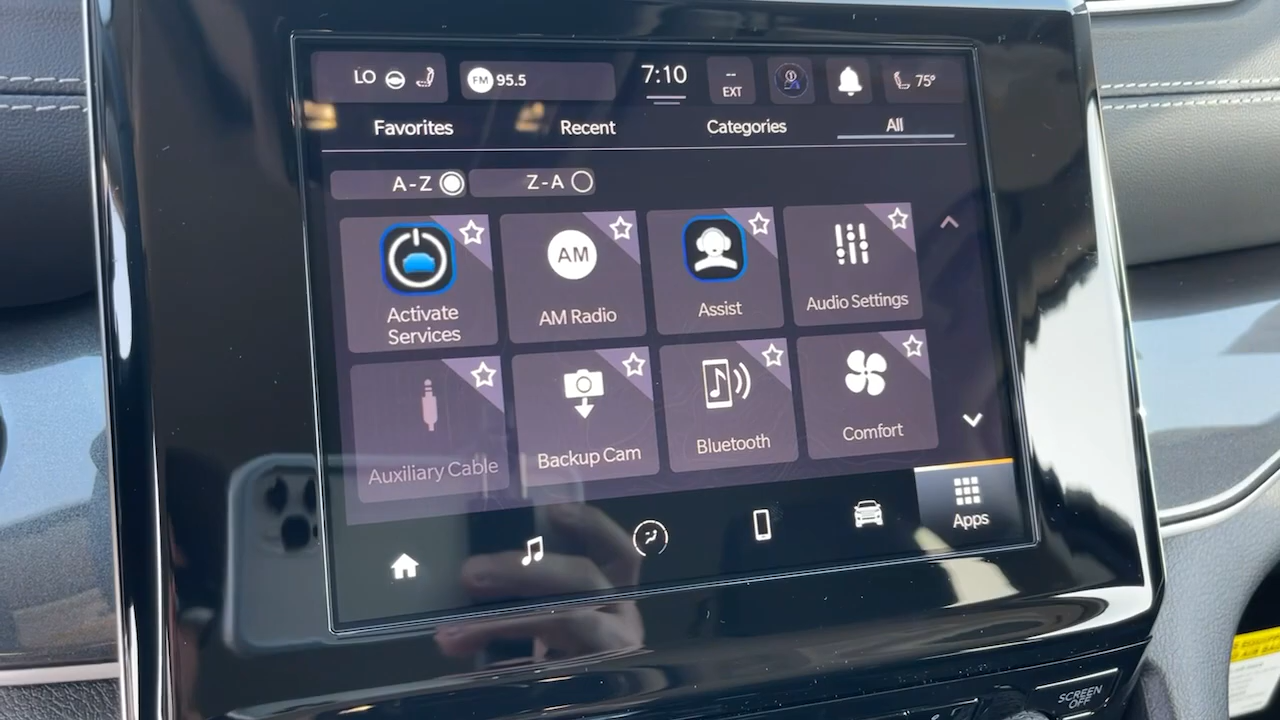 LO
FM 95.5
7:10
--
EXT
75°
Favorites
Recent
Categories
All
A-Z
Z-A
Activate
Services
AM
AM Radio
Assist
Audio Settings
Auxiliary Cable
Backup Cam
Bluetooth
Comfort
Apps
SCREEN
OFF